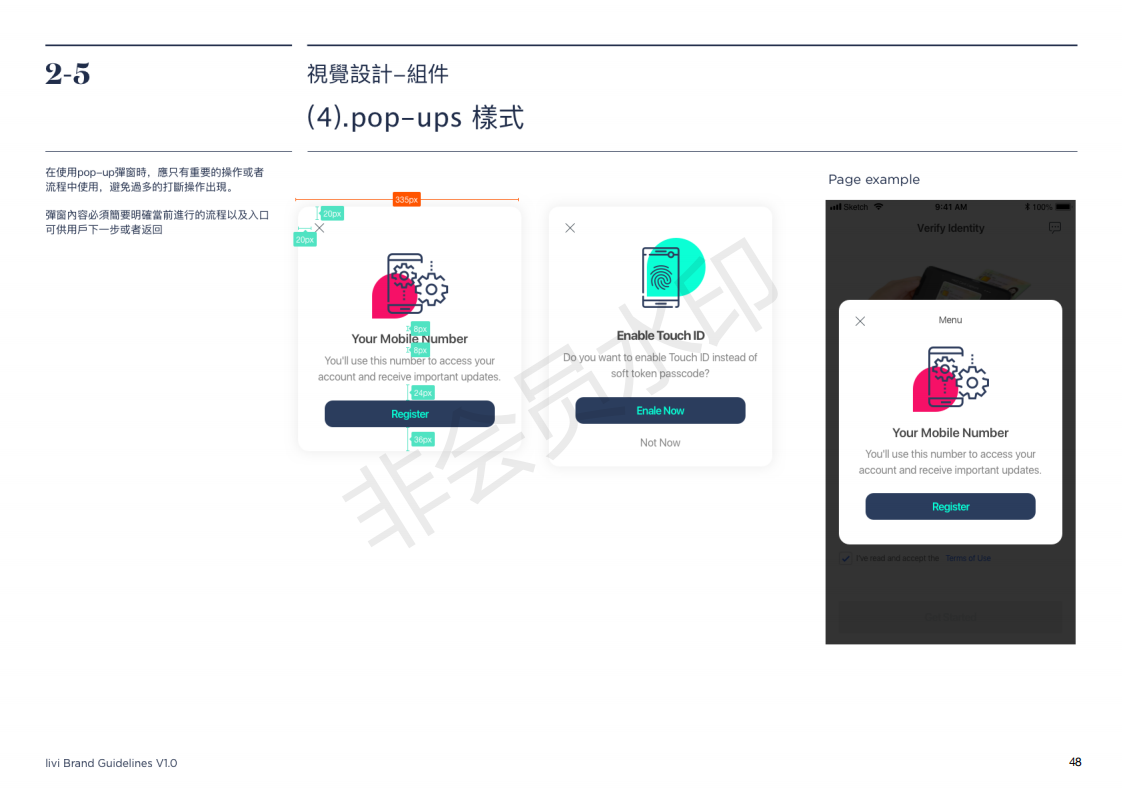 2-5
視覺設計–組件
(4).pop–ups 樣式
在使用pop–up彈窗時，應只有重要的操作或者
流程中使用，避免過多的打斷操作出現。
彈窗內容必須簡要明確當前進行的流程以及入口
可供用戶下一步或者返回
335px
20px
20px
8px
Your Mobile Number
8px
You'll use this number to access your
account and receive important updates.
24px
Register
36px
Enable Touch ID
Do you want to enable Touch ID instead of
soft token passcode?
Enale Now
Not Now
Page example
Sketch
9:41 AM
100%
Verify Identity
Menu
Your Mobile Number
You'll use this number to access your
account and receive important updates.
Register
I've read and accept the Terms of Use
非会员水印
livi Brand Guidelines V1.0
48